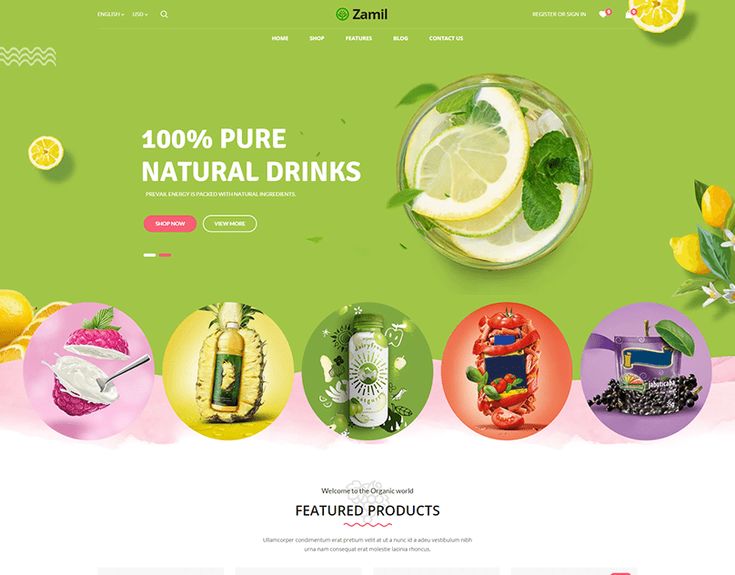 ENGLISH
USD
Zamil
REGISTER OR SIGN IN
0
0
HOME
SHOP
FEATURES
BLOG
CONTACT US
100% PURE
NATURAL DRINKS
PREVAK ENERGY IS PACKED WITH NATURAL INGREDIENTS.
SHOP NOW
VIEW MORE
jaboticaba
Welcome to the Organic world
FEATURED PRODUCTS
Ullamcorper condimentum erat pretium velit at ut a nunc id a adeu vestibulum nibh
urna nam consequat erat molestie lacinia rhoncus.